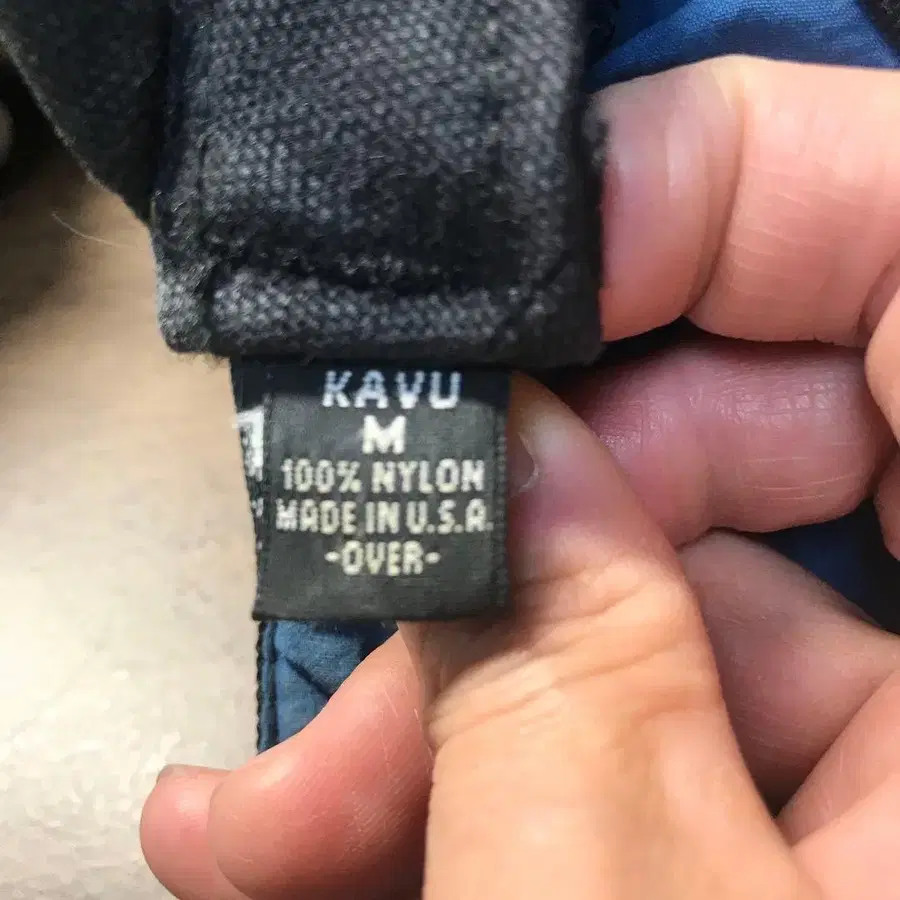 KAVU
M
100% NYLON
MADE IN U.S.A.
-OVER-